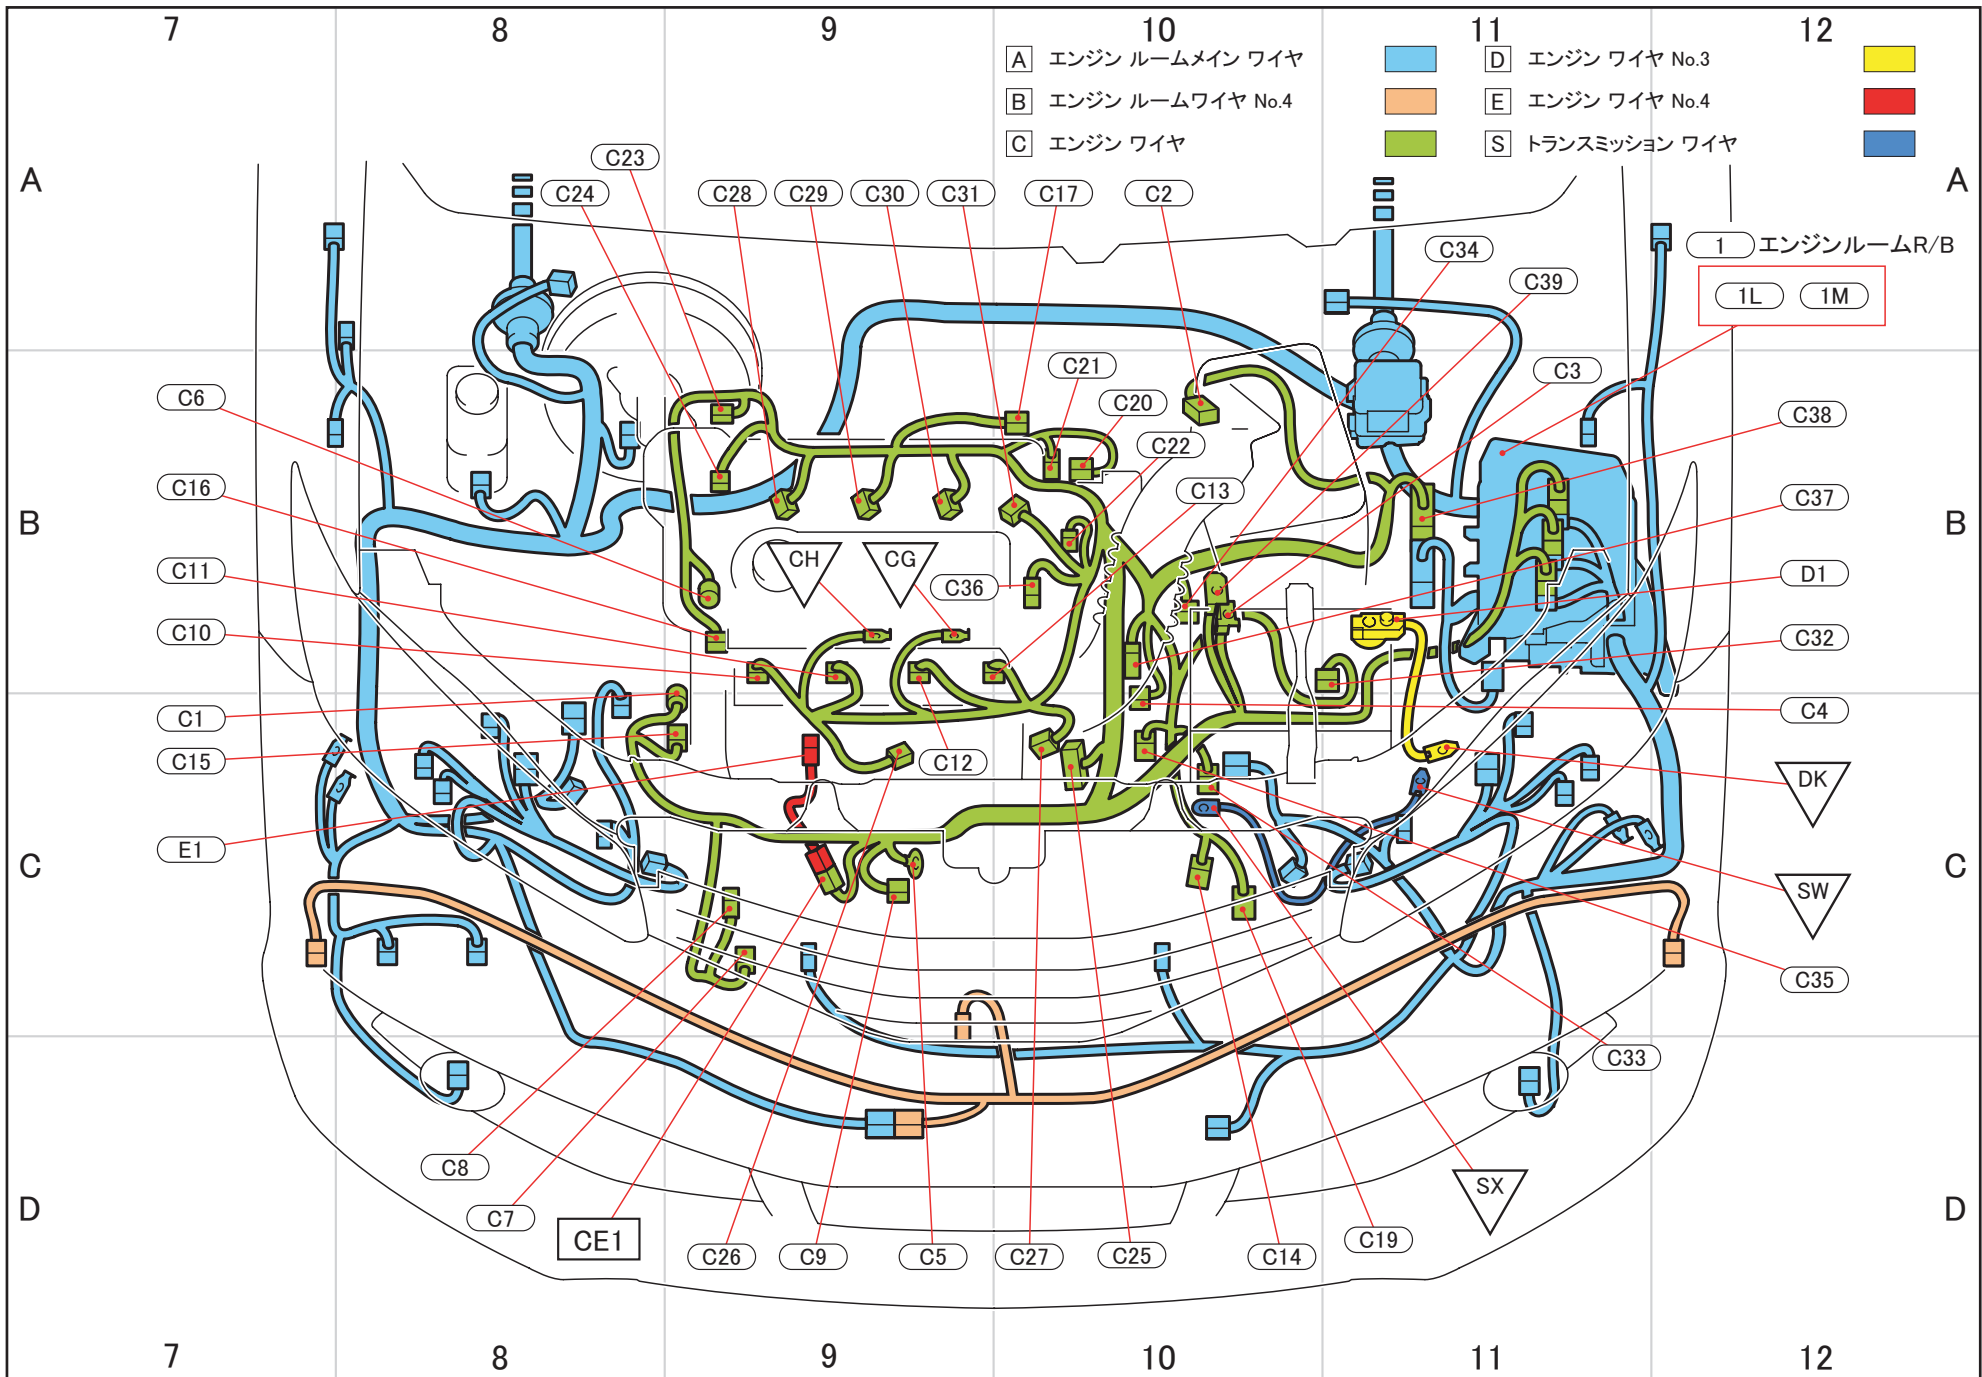 7 8 9 10 11 12
A エンジン ルームメイン ワイヤ
B エンジン ルームワイヤ No.4
C エンジン ワイヤ
D エンジン ワイヤ No.3
E エンジン ワイヤ No.4
S トランスミッション ワイヤ
A A
C23
C24 C28 C29 C30 C31 C17 C2
C34
1 エンジンルームR/B
C39
1L 1M
C21
C3
C6
C20
C38
C22
C16
C13
C37
B B
CH CG
C11
C36
D1
C10
C32
C1
C4
C15
C12
DK
E1
C C
SW
C35
C33
C8
SX
D D
C7
CE1
C26 C9 C5 C27 C25 C14 C19
7 8 9 10 11 12